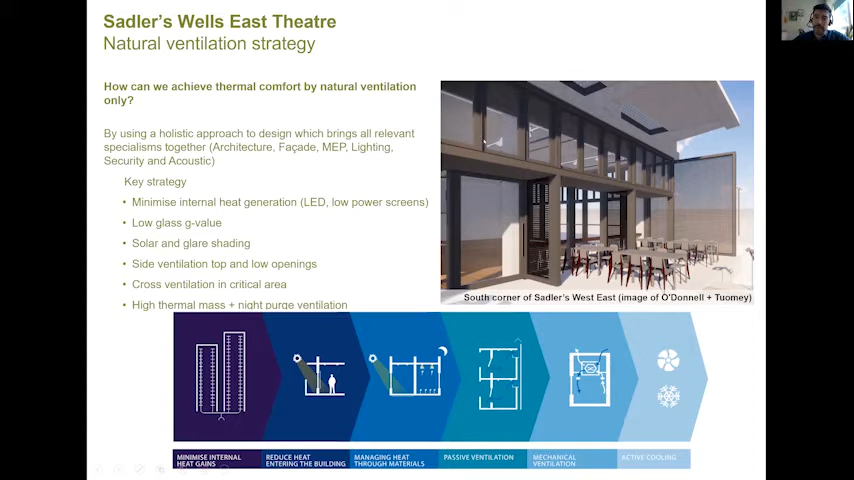 Sadler's Wells East Theatre
Natural ventilation strategy
How can we achieve thermal comfort by natural ventilation
only?
By using a holistic approach to design which brings all relevant
specialisms together (Architecture, Façade, MEP, Lighting,
Security and Acoustic)
Key strategy
• Minimise internal heat generation (LED, low power screens)
• Low glass g-value
• Solar and glare shading
• Side ventilation top and low openings
• Cross ventilation in critical area
• High thermal mass + night purge ventilation
South corner of Sadler's West East (image of O'Donnell + Tuomey)
MINIMISE INTERNAL
HEAT GAINS
REDUCE HEAT
ENTERING THE BUILDING
MANAGING HEAT
THROUGH MATERIALS
PASSIVE VENTILATION
MECHANICAL
VENTILATION
ACTIVE COOLING